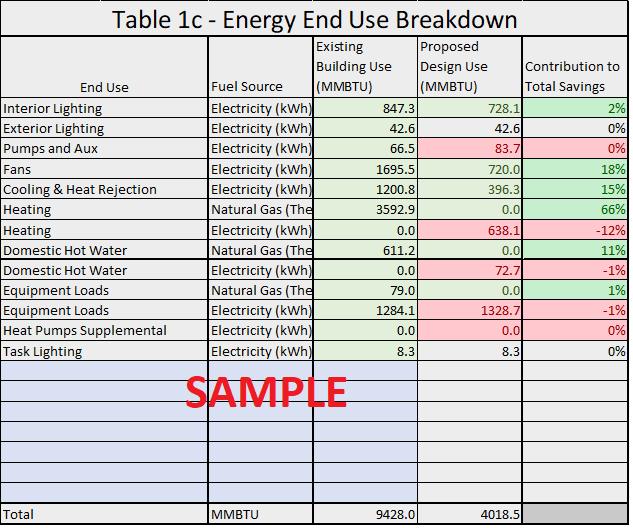 Table 1c - Energy End Use Breakdown
End Use Fuel Source Existing Building Use (MMBTU) Proposed Design Use (MMBTU) Contribution to Total Savings
Interior Lighting Electricity (kWh) 847.3 728.1 2%
Exterior Lighting Electricity (kWh) 42.6 42.6 0%
Pumps and Aux Electricity (kWh) 66.5 83.7 0%
Fans Electricity (kWh) 1695.5 720.0 18%
Cooling & Heat Rejection Electricity (kWh) 1200.8 396.3 15%
Heating Natural Gas (The 3592.9 0.0 66%
Heating Electricity (kWh) 0.0 638.1 -12%
Domestic Hot Water Natural Gas (The 611.2 0.0 11%
Domestic Hot Water Electricity (kWh) 0.0 72.7 -1%
Equipment Loads Natural Gas (The 79.0 0.0 1%
Equipment Loads Electricity (kWh) 1284.1 1328.7 -1%
Heat Pumps Supplemental Electricity (kWh) 0.0 0.0 0%
Task Lighting Electricity (kWh) 8.3 8.3 0%
SAMPLE
Total MMBTU 9428.0 4018.5